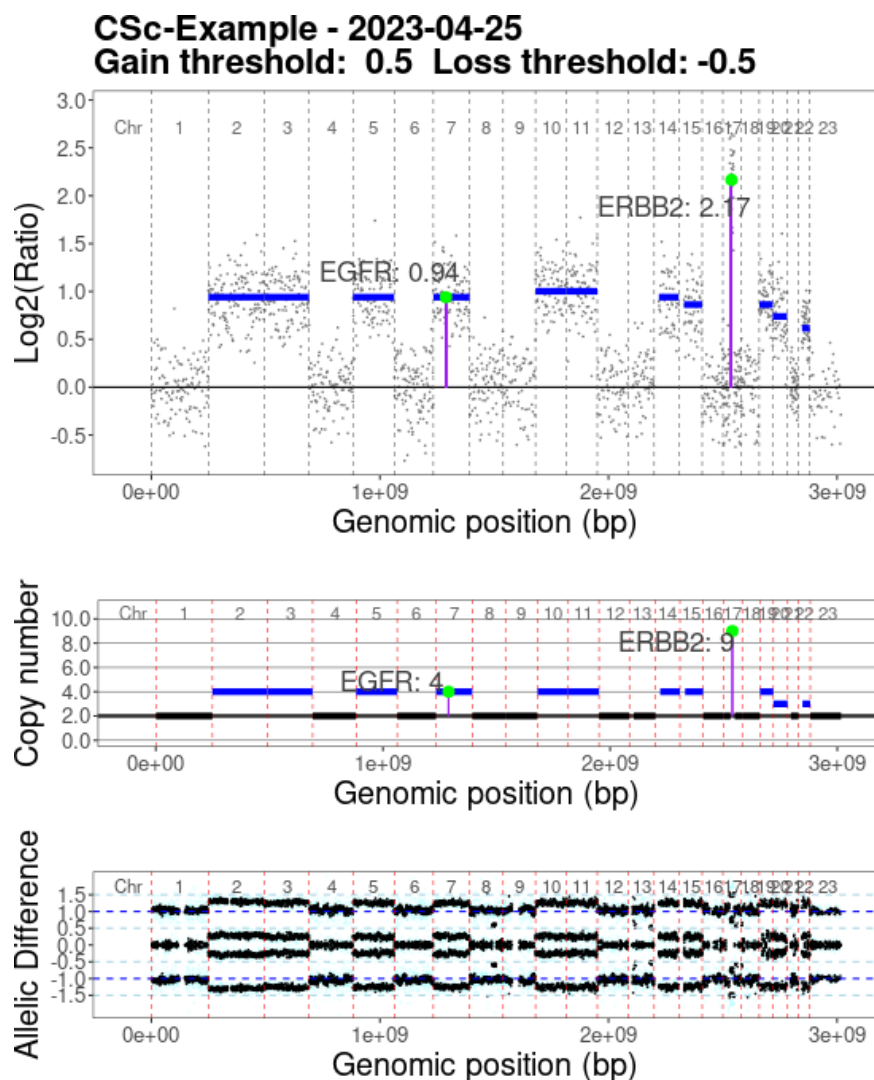 CSc-Example - 2023-04-25
Gain threshold:  0.5  Loss threshold: -0.5
Log2(Ratio)
3.0
2.5
2.0
1.5
1.0
0.5
0.0
-0.5
Chr 1 2 3 4 5 6 7 8 9 10 11 12 13 14 15 16 17 18 19 20 21 22 23
ERBB2: 2.17
EGFR: 0.94
0e+00 1e+09 2e+09 3e+09
Genomic position (bp)
Copy number
10.0
8.0
6.0
4.0
2.0
0.0
Chr 1 2 3 4 5 6 7 8 9 10 11 12 13 14 15 16 17 18 19 20 21 22 23
ERBB2: 9
EGFR: 4
0e+00 1e+09 2e+09 3e+09
Genomic position (bp)
Allelic Difference
1.5
1.0
0.5
0.0
-0.5
-1.0
-1.5
Chr 1 2 3 4 5 6 7 8 9 10 11 12 13 14 15 16 17 18 19 20 21 22 23
0e+00 1e+09 2e+09 3e+09
Genomic position (bp)